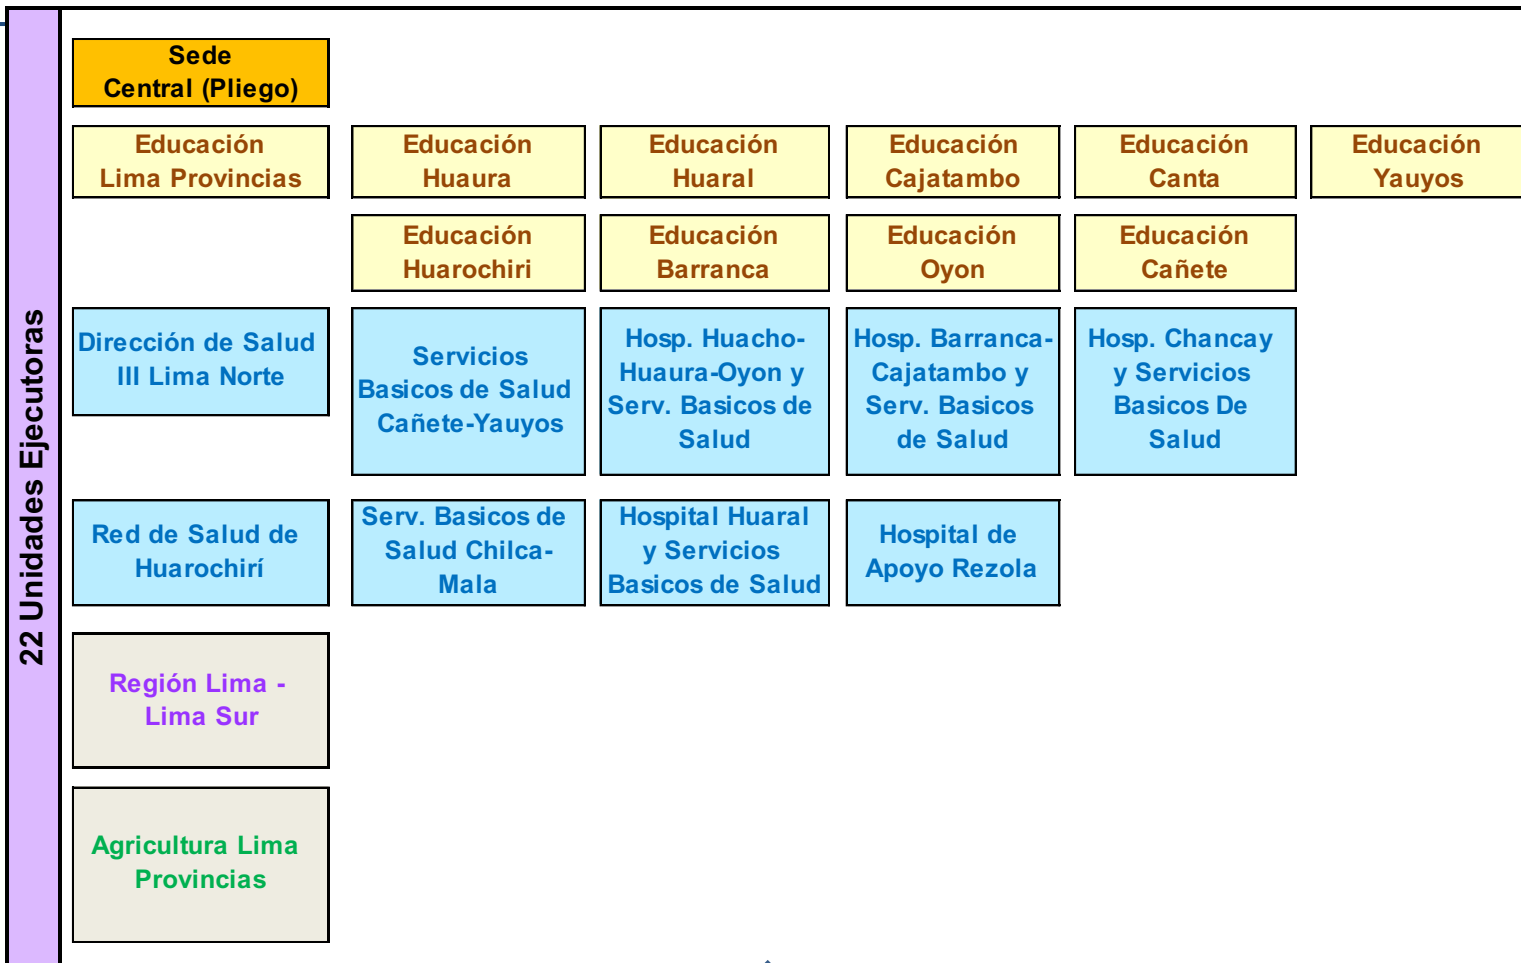 22 Unidades Ejecutoras
Sede
Central (Pliego)
Educación
Lima Provincias
Educación
Huaura
Educación
Huaral
Educación
Cajatambo
Educación
Canta
Educación
Yauyos
Educación
Huarochiri
Educación
Barranca
Educación
Oyon
Educación
Cañete
Dirección de Salud
III Lima Norte
Servicios
Basicos de Salud
Cañete-Yauyos
Hosp. Huacho-
Huaura-Oyon y
Serv. Basicos de
Salud
Hosp. Barranca-
Cajatambo y
Serv. Basicos
de Salud
Hosp. Chancay
y Servicios
Basicos De
Salud
Red de Salud de
Huarochirí
Serv. Basicos de
Salud Chilca-
Mala
Hospital Huaral
y Servicios
Basicos de Salud
Hospital de
Apoyo Rezola
Región Lima -
Lima Sur
Agricultura Lima
Provincias